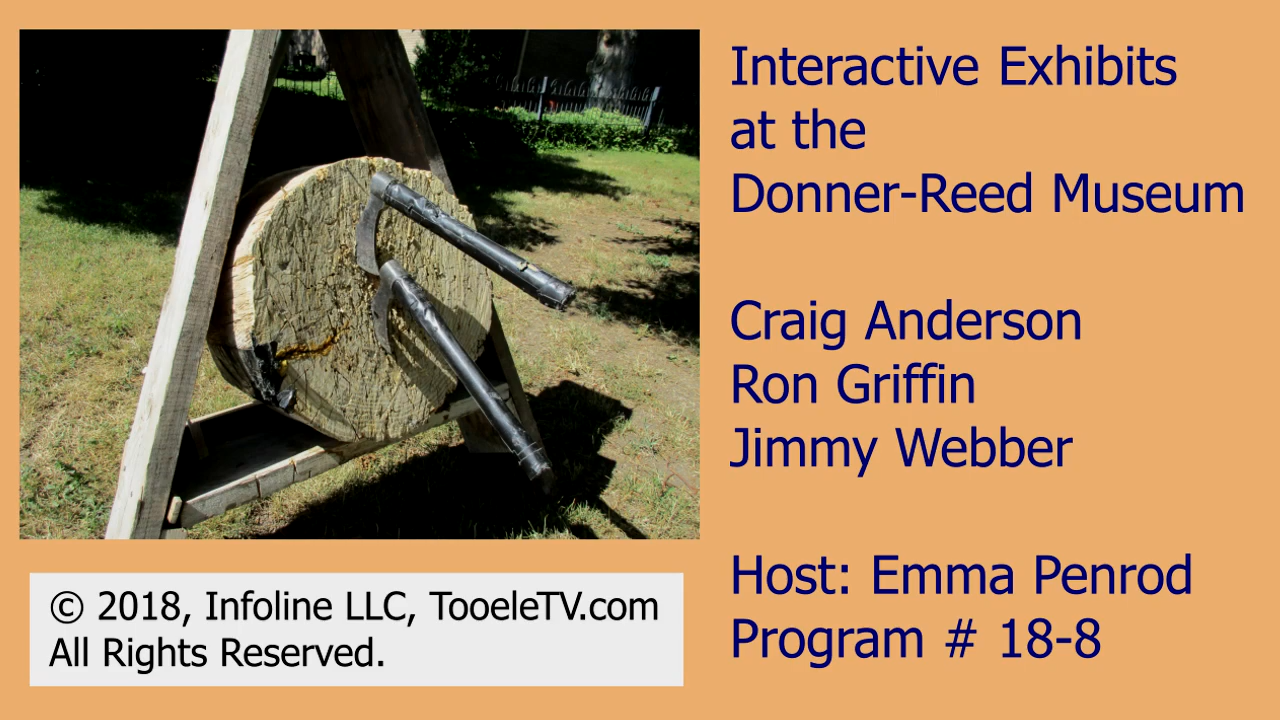 Interactive Exhibits
at the
Donner-Reed Museum
Craig Anderson
Ron Griffin
Jimmy Webber
Host: Emma Penrod
Program # 18-8
© 2018, Infoline LLC, TooeleTV.com
All Rights Reserved.